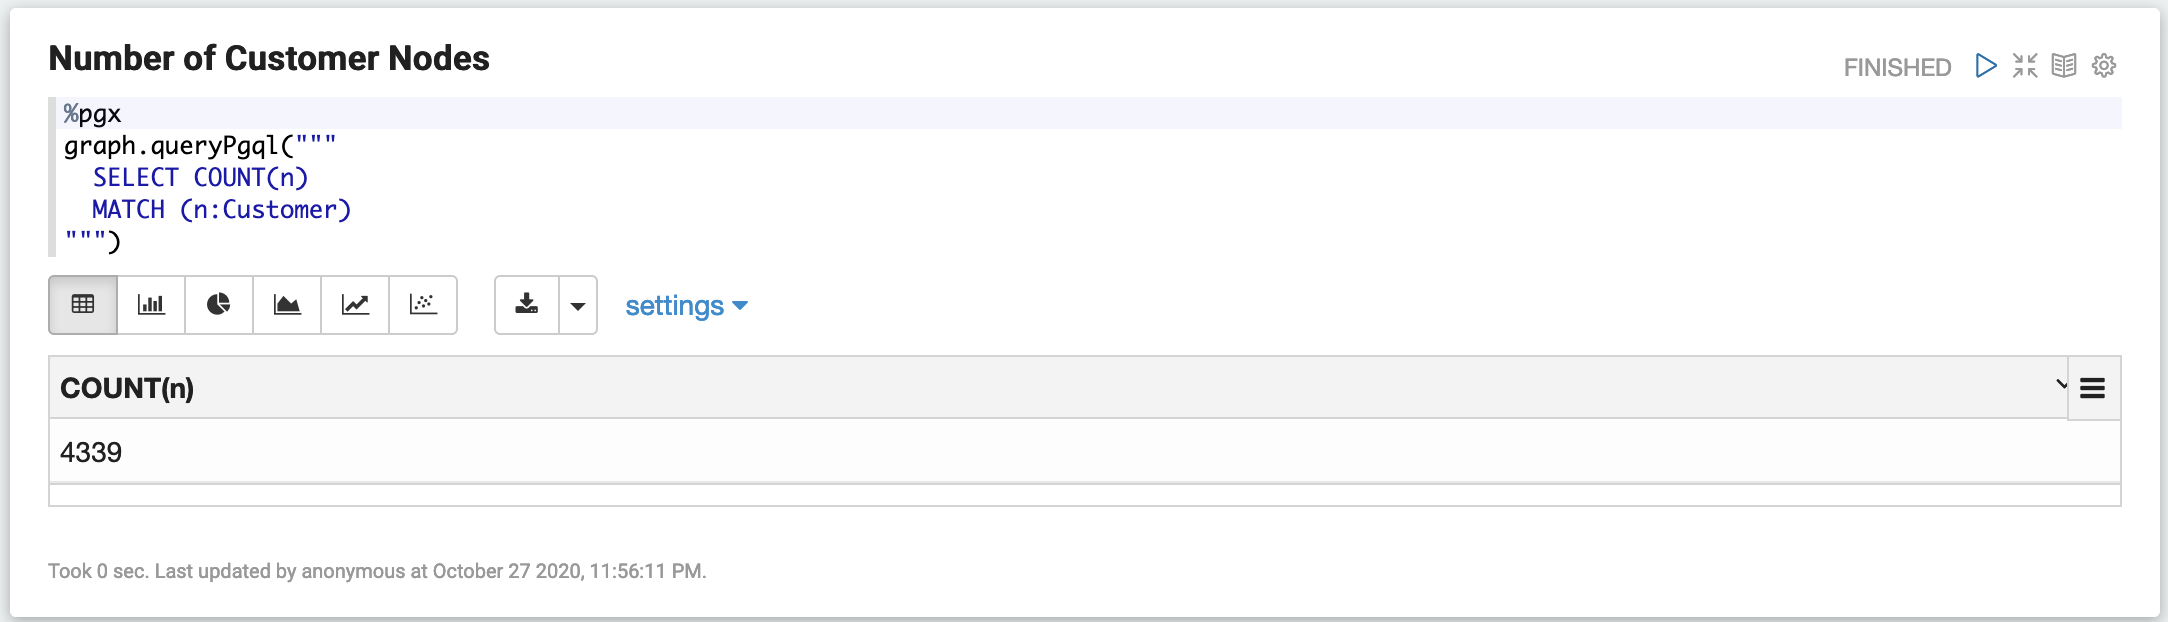 Number of Customer Nodes
FINISHED
%pgx
graph.queryPgql("""
  SELECT COUNT(n)
  MATCH (n:Customer)
""")
settings
COUNT(n)
4339
Took 0 sec. Last updated by anonymous at October 27 2020, 11:56:11 PM.